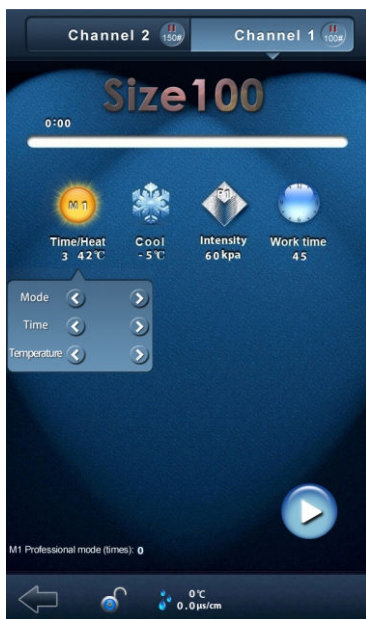 Channel 2 150#
Channel 1 100#
Size100
0:00
M 1
Time/Heat
3 42℃
Cool
-5℃
Intensity
60kpa
Work time
45
Mode
Time
Temperature
M1 Professional mode (times): 0
0℃
0.0μs/cm